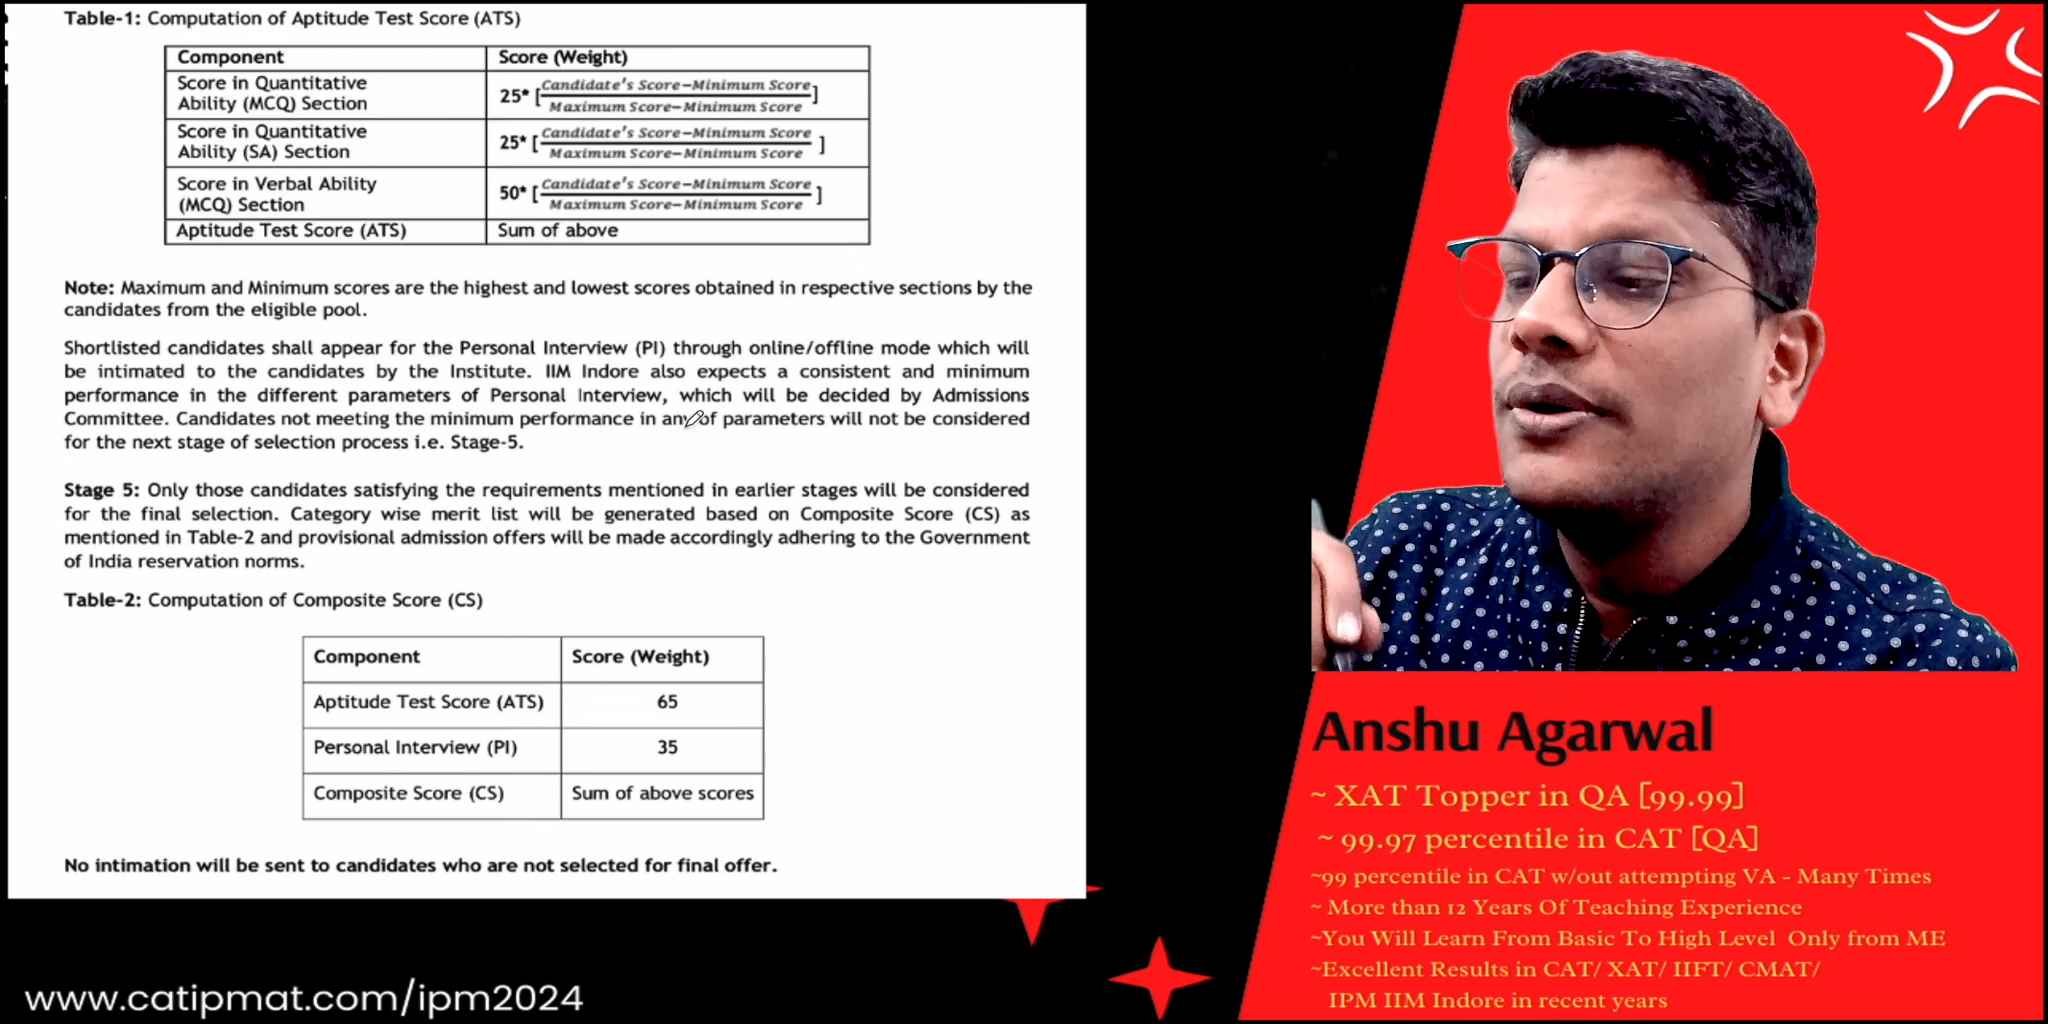 Table-1: Computation of Aptitude Test Score (ATS)
Component Score (Weight)
Score in Quantitative
Ability (MCQ) Section 25* [Candidate's Score−Minimum Score / Maximum Score−Minimum Score]
Score in Quantitative
Ability (SA) Section 25* [Candidate's Score−Minimum Score / Maximum Score−Minimum Score]
Score in Verbal Ability
(MCQ) Section 50* [Candidate's Score−Minimum Score / Maximum Score−Minimum Score]
Aptitude Test Score (ATS) Sum of above
Note: Maximum and Minimum scores are the highest and lowest scores obtained in respective sections by the
candidates from the eligible pool.
Shortlisted candidates shall appear for the Personal Interview (PI) through online/offline mode which will
be intimated to the candidates by the Institute. IIM Indore also expects a consistent and minimum
performance in the different parameters of Personal Interview, which will be decided by Admissions
Committee. Candidates not meeting the minimum performance in any of parameters will not be considered
for the next stage of selection process i.e. Stage-5.
Stage 5: Only those candidates satisfying the requirements mentioned in earlier stages will be considered
for the final selection. Category wise merit list will be generated based on Composite Score (CS) as
mentioned in Table-2 and provisional admission offers will be made accordingly adhering to the Government
of India reservation norms.
Table-2: Computation of Composite Score (CS)
Component Score (Weight)
Aptitude Test Score (ATS) 65
Personal Interview (PI) 35
Composite Score (CS) Sum of above scores
No intimation will be sent to candidates who are not selected for final offer.
www.catipmat.com/ipm2024
Anshu Agarwal
~ XAT Topper in QA [99.99]
~ 99.97 percentile in CAT [QA]
~99 percentile in CAT w/out attempting VA - Many Times
~ More than 12 Years Of Teaching Experience
~You Will Learn From Basic To High Level Only from ME
~Excellent Results in CAT/ XAT/ IIFT/ CMAT/
IPM IIM Indore in recent years